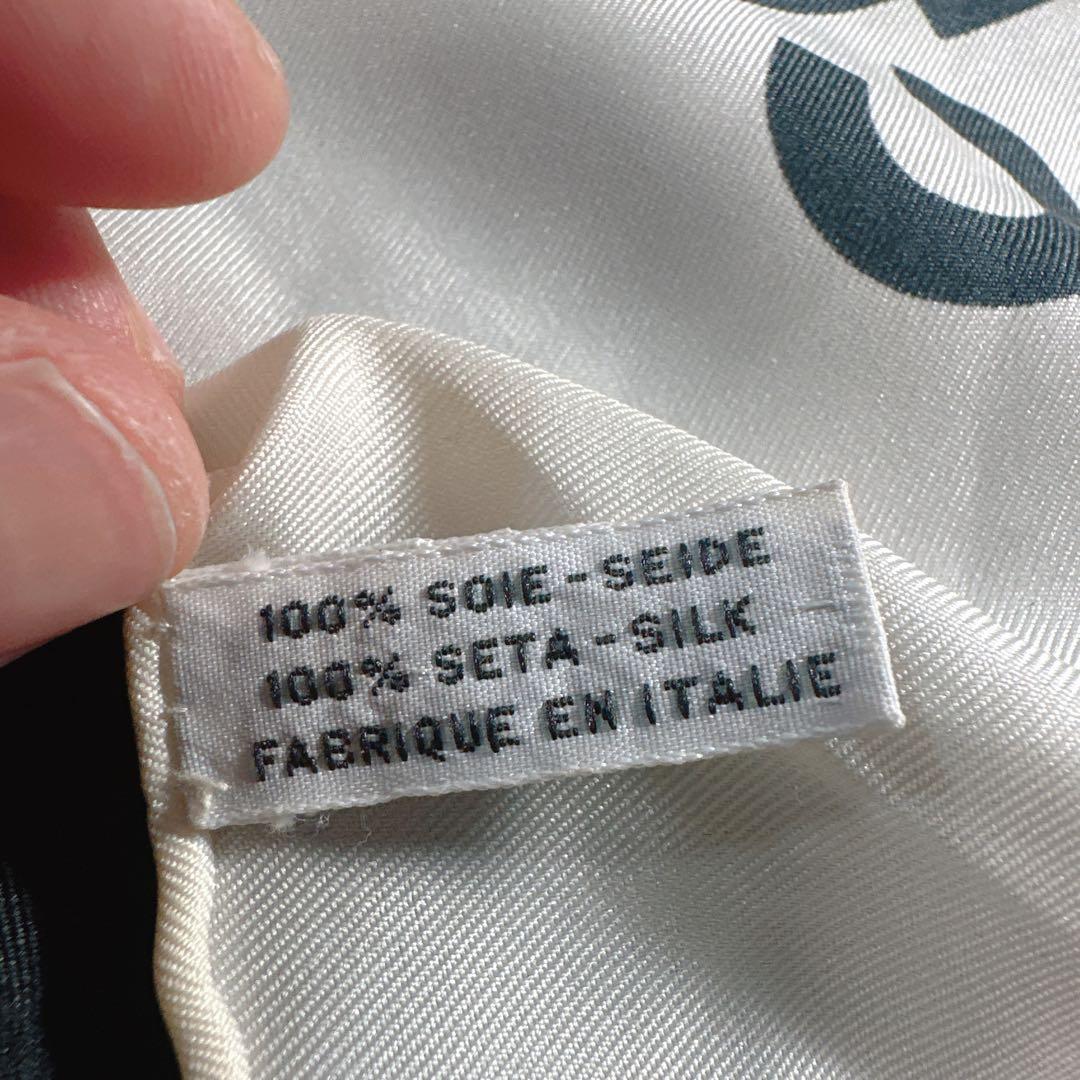 100% SOIE - SEIDE
100% SETA - SILK
FABRIQUE EN ITALIE